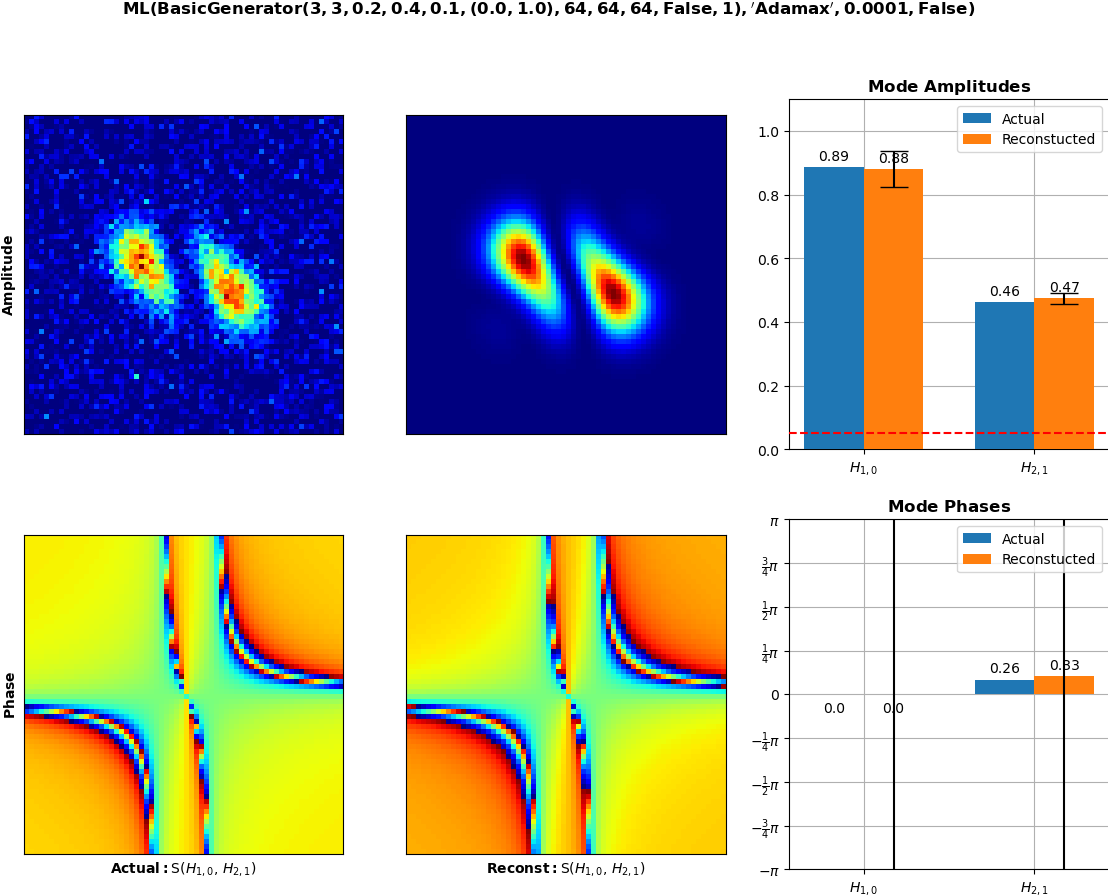 ML(BasicGenerator(3, 3, 0.2, 0.4, 0.1, (0.0, 1.0), 64, 64, 64, False, 1), ′Adamax′, 0.0001, False)
Mode Amplitudes
Amplitude
Actual
Reconstucted
0.89
0.88
0.46
0.47
1.0
0.8
0.6
0.4
0.2
0.0
H1, 0
H2, 1
Mode Phases
Phase
Actual
Reconstucted
0.0
0.0
0.26
0.33
π
3/4π
1/2π
1/4π
0
−1/4π
−1/2π
−3/4π
−π
H1, 0
H2, 1
Actual: S(H1, 0, H2, 1)
Reconst: S(H1, 0, H2, 1)